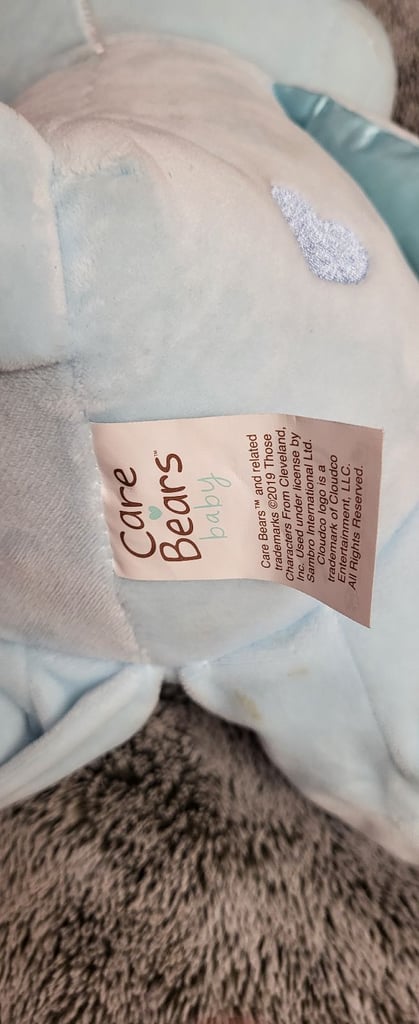 Care
Bears™
baby
Care Bears™ and related
trademarks ©2019 Those
Characters From Cleveland,
Inc. Used under license by
Sambro International Ltd.
Cloudco logo is a
trademark of Cloudco
Entertainment, LLC.
All Rights Reserved.